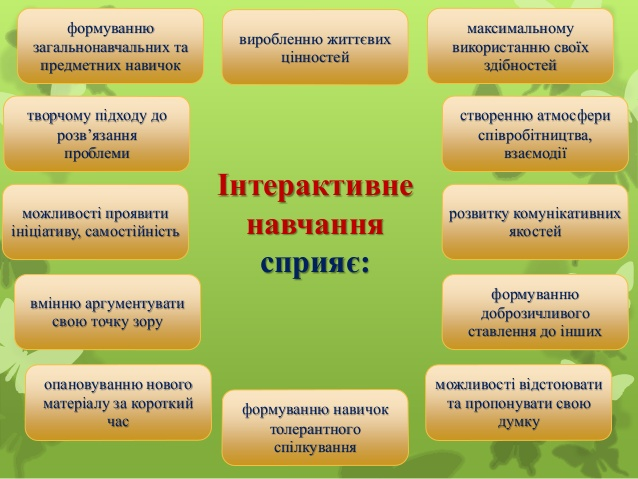 формуванню
загальнонавчальних та
предметних навичок
виробленню життєвих
цінностей
максимальному
використанню своїх
здібностей
творчому підходу до
розв’язання
проблеми
створенню атмосфери
співробітництва,
взаємодії
Інтерактивне
навчання
сприяє:
можливості проявити
ініціативу, самостійність
розвитку комунікативних
якостей
вмінню аргументувати
свою точку зору
формуванню
доброзичливого
ставлення до інших
опановуванню нового
матеріалу за короткий
час
формуванню навичок
толерантного
спілкування
можливості відстоювати
та пропонувати свою
думку